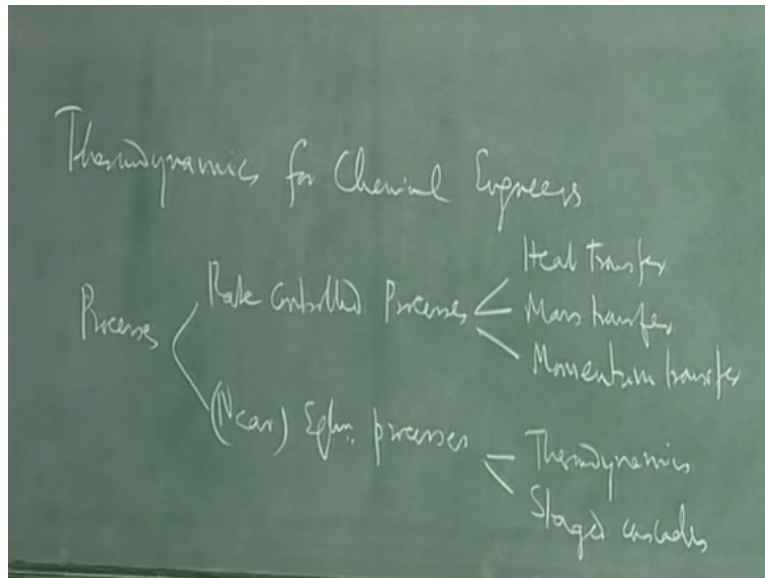 Thermodynamics for Chemical Engineers
Processes
Rate Controlled Processes
Heat transfer
Mass transfer
Momentum transfer
(Near) Eqbm. processes
Thermodynamics
Staged cascades